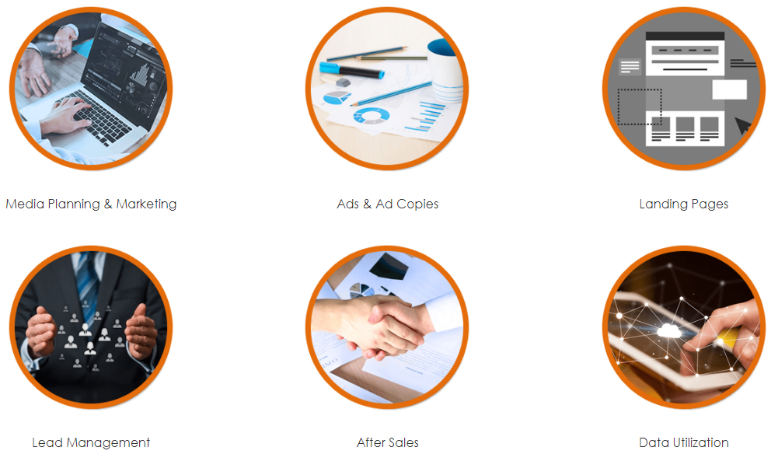 Media Planning & Marketing
Ads & Ad Copies
Landing Pages
Lead Management
After Sales
Data Utilization